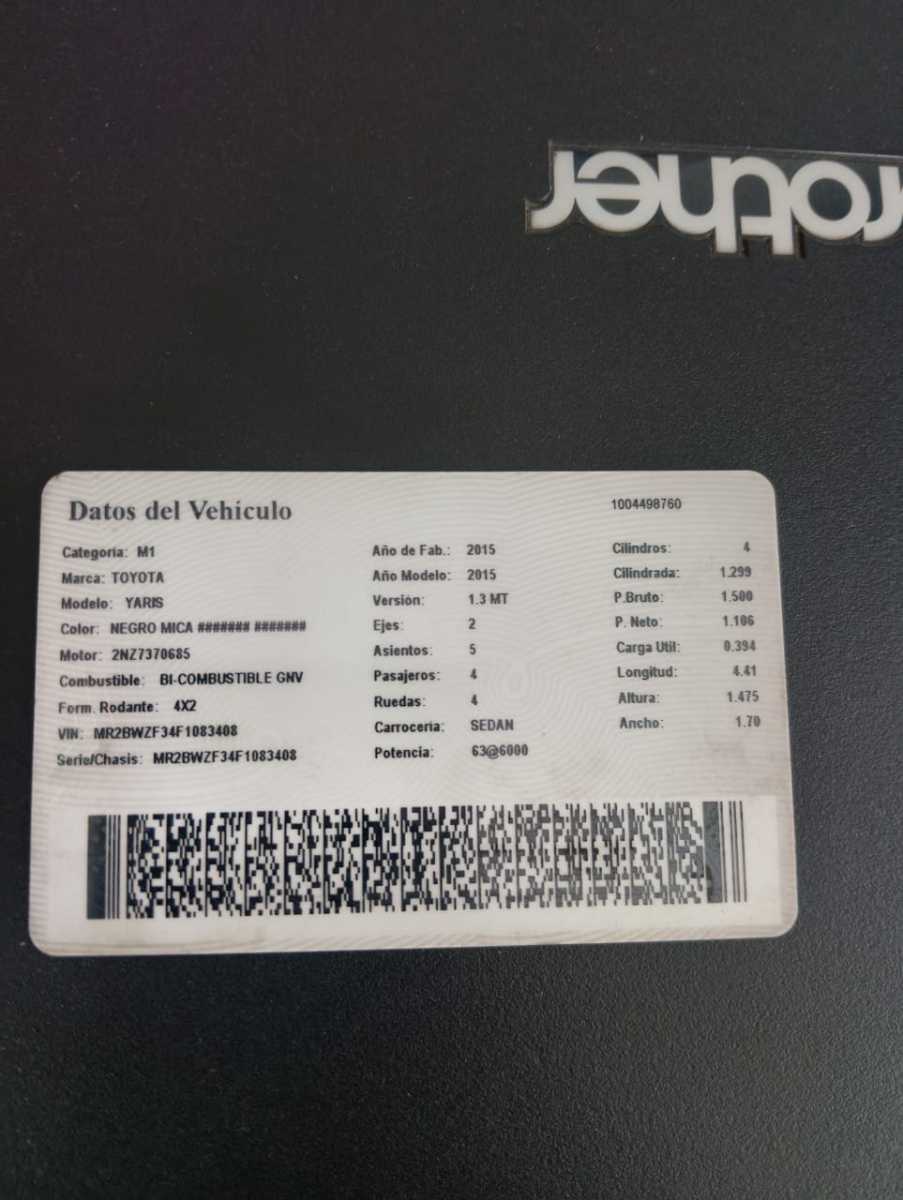 rother
Datos del Vehículo
1004498760
Categoría: M1
Marca: TOYOTA
Modelo: YARIS
Color: NEGRO MICA ####### #######
Motor: 2NZ7370685
Combustible: BI-COMBUSTIBLE GNV
Form. Rodante: 4X2
VIN: MR2BWZF34F1083408
Serie/Chasis: MR2BWZF34F1083408
Año de Fab.: 2015
Año Modelo: 2015
Versión: 1.3 MT
Ejes: 2
Asientos: 5
Pasajeros: 4
Ruedas: 4
Carrocería: SEDAN
Potencia: 63@6000
Cilindros: 4
Cilindrada: 1.299
P.Bruto: 1.500
P. Neto: 1.106
Carga Util: 0.394
Longitud: 4.41
Altura: 1.475
Ancho: 1.70